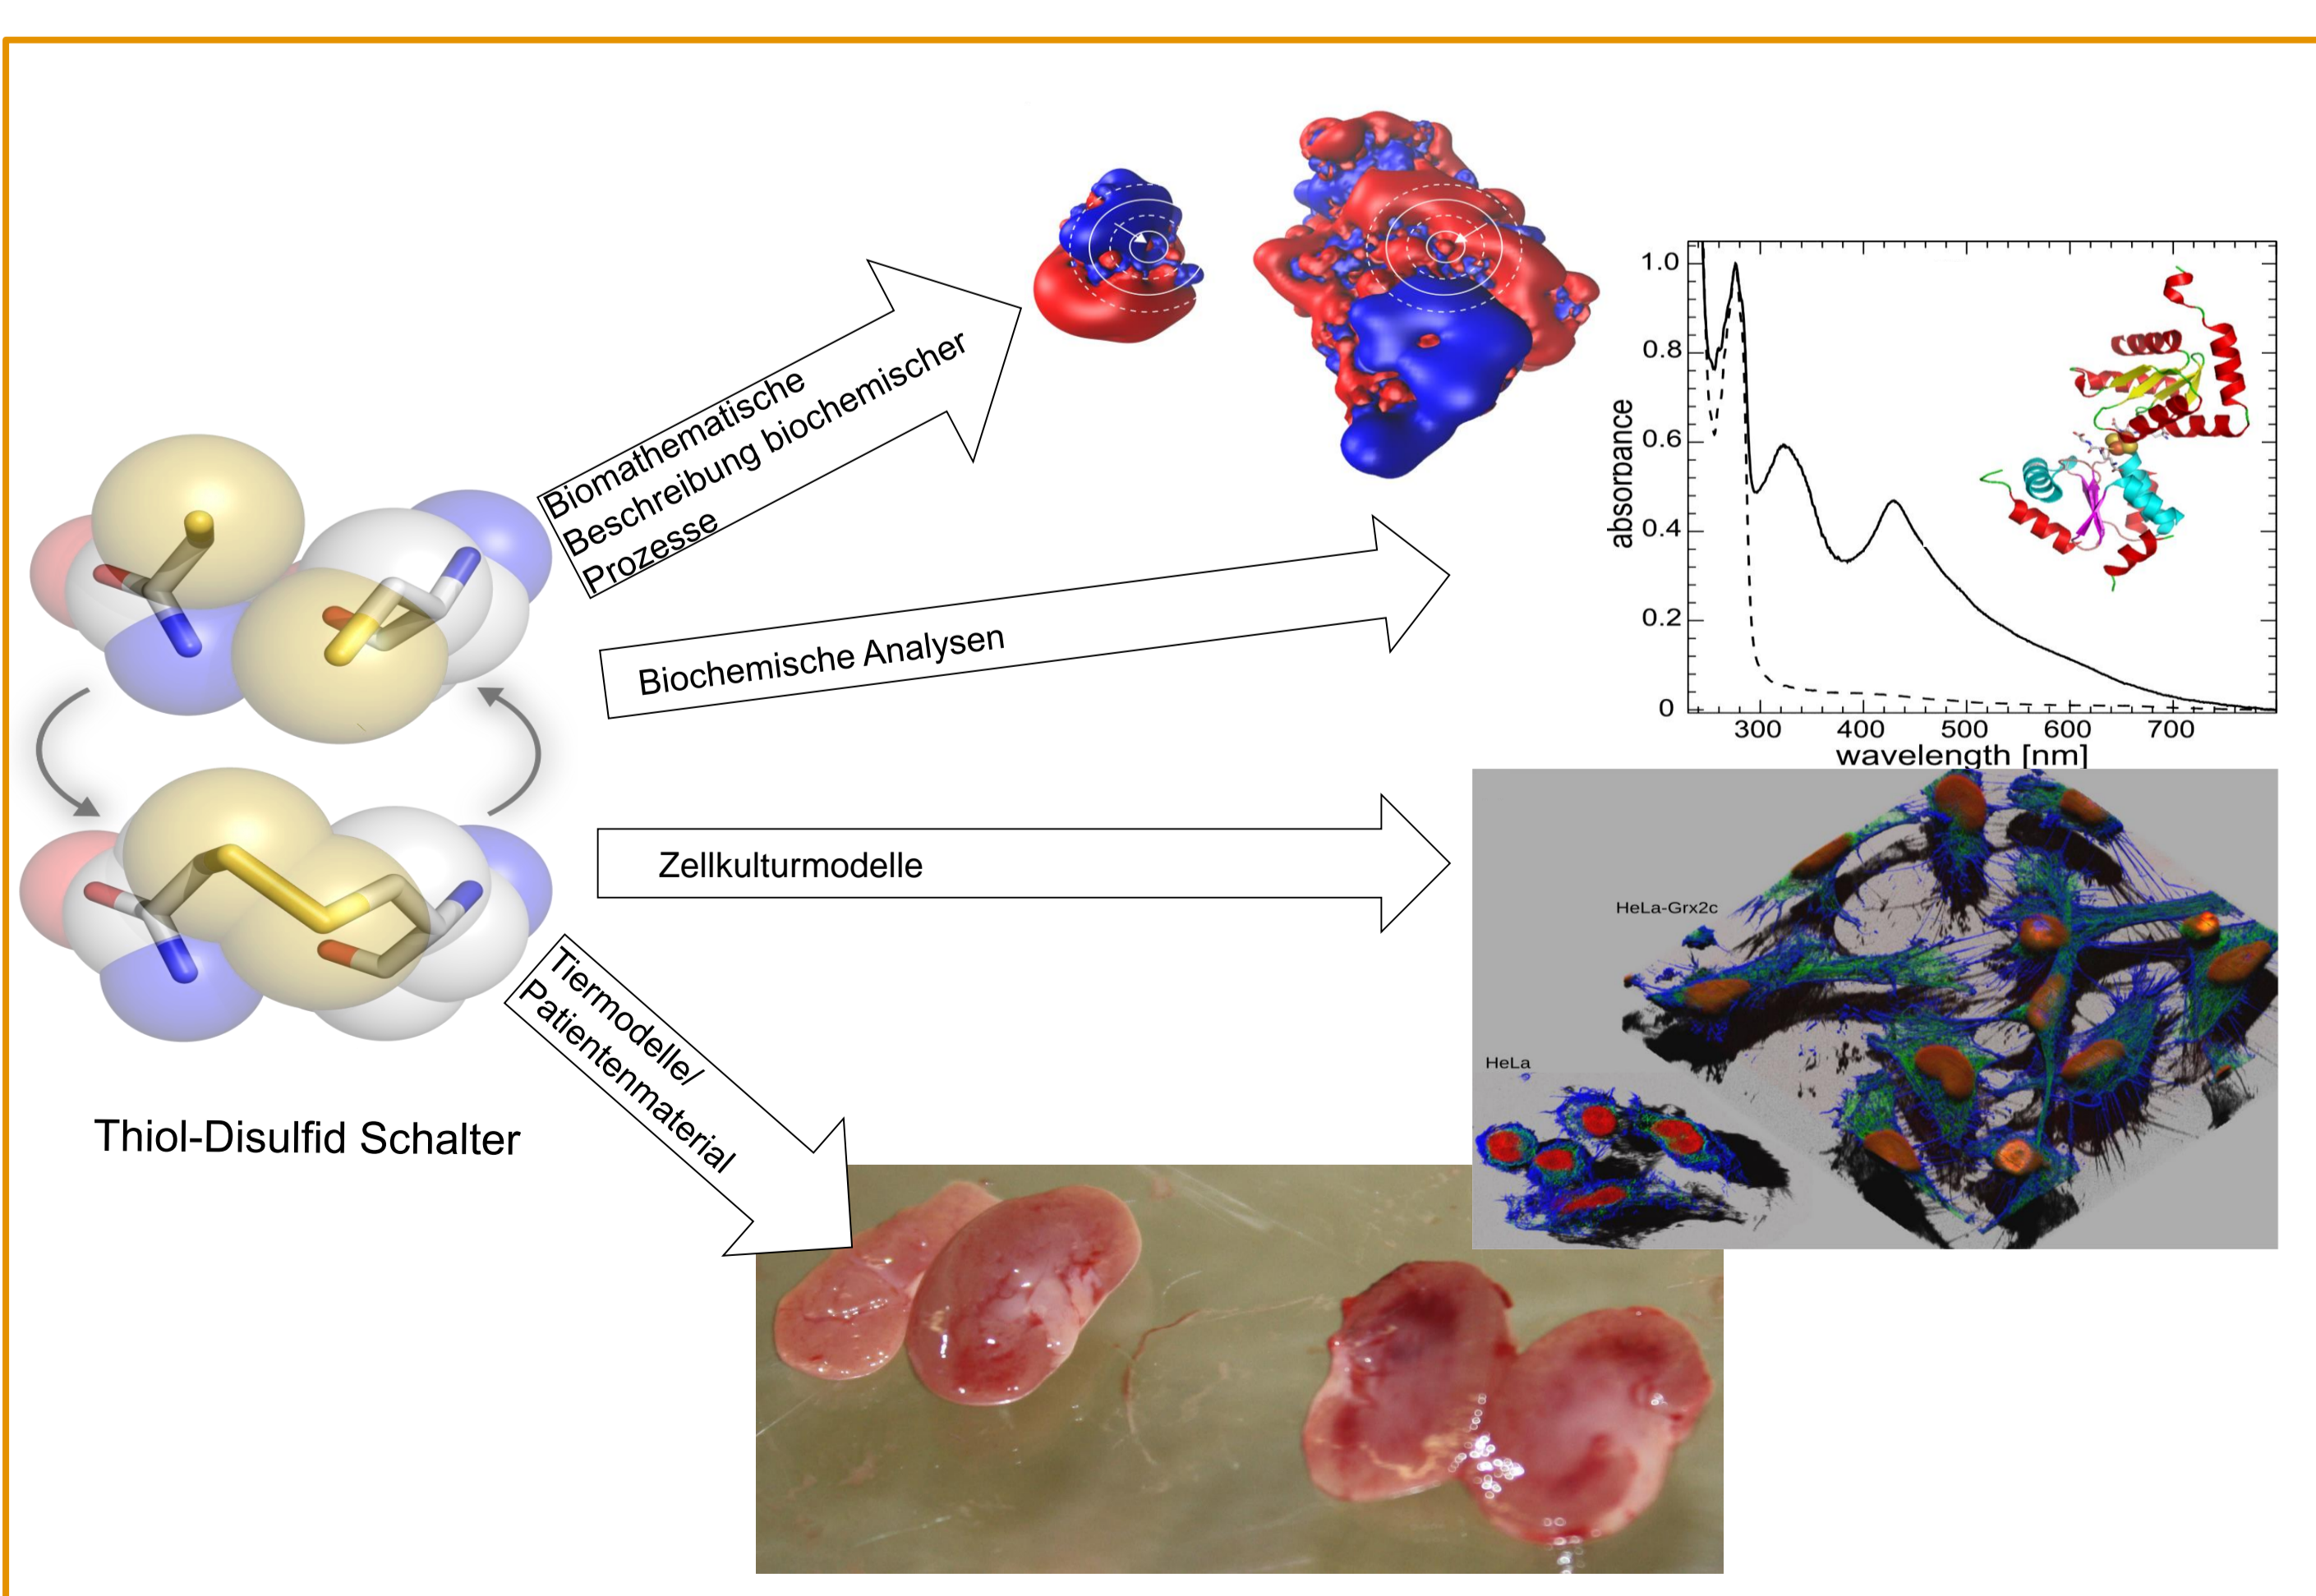 Biomathematische
Beschreibung biochemischer
Prozesse
Biochemische Analysen
Zellkulturmodelle
Tiermodelle/
Patientenmaterial
Thiol-Disulfid Schalter
absorbance
1.0
0.8
0.6
0.4
0.2
0
300 400 500 600 700
wavelength [nm]
HeLa-Grx2c
HeLa